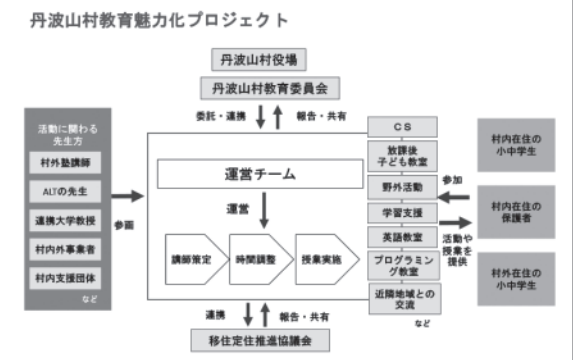 丹波山村教育魅力化プロジェクト
丹波山村役場
丹波山村教育委員会
委託・連携
報告・共有
活動に関わる
先生方
村外塾講師
ALTの先生
連携大学教授
村内外事業者
村内支援団体
など
参画
運営チーム
運営
講師策定
時間調整
授業実施
CS
放課後
子ども教室
野外活動
学習支援
英語教室
プログラミン
グ教室
近隣地域との
交流
など
参加
活動や
授業を
提供
村内在住の
小中学生
村内在住の
保護者
村外在住の
小中学生
連携
報告・共有
移住定住推進協議会